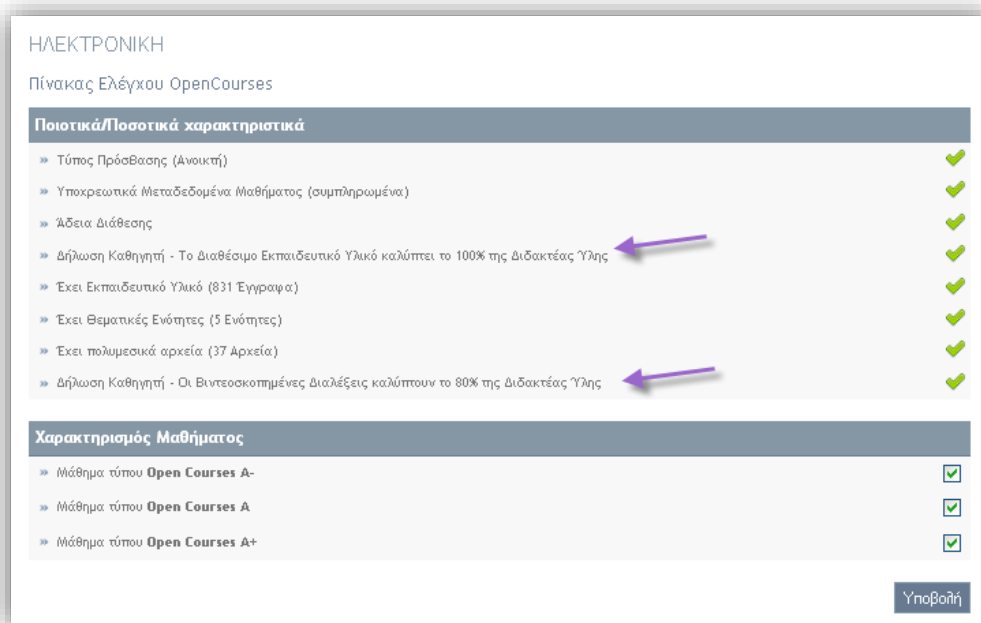 ΗΛΕΚΤΡΟΝΙΚΗ
Πίνακας Ελέγχου OpenCourses
Ποιοτικά/Ποσοτικά χαρακτηριστικά
» Τύπος Πρόσβασης (Ανοικτή)
» Υποχρεωτικά Μεταδεδομένα Μαθήματος (συμπληρωμένα)
» Άδεια Διάθεσης
» Δήλωση Καθηγητή - Το Διαθέσιμο Εκπαιδευτικό Υλικό καλύπτει το 100% της Διδακτέας Ύλης
» Έχει Εκπαιδευτικό Υλικό (831 Έγγραφα)
» Έχει Θεματικές Ενότητες (5 Ενότητες)
» Έχει πολυμεσικά αρχεία (37 Αρχεία)
» Δήλωση Καθηγητή - Οι Βιντεοσκοπημένες Διαλέξεις καλύπτουν το 80% της Διδακτέας Ύλης
Χαρακτηρισμός Μαθήματος
» Μάθημα τύπου Open Courses A-
» Μάθημα τύπου Open Courses A
» Μάθημα τύπου Open Courses A+
Υποβολή